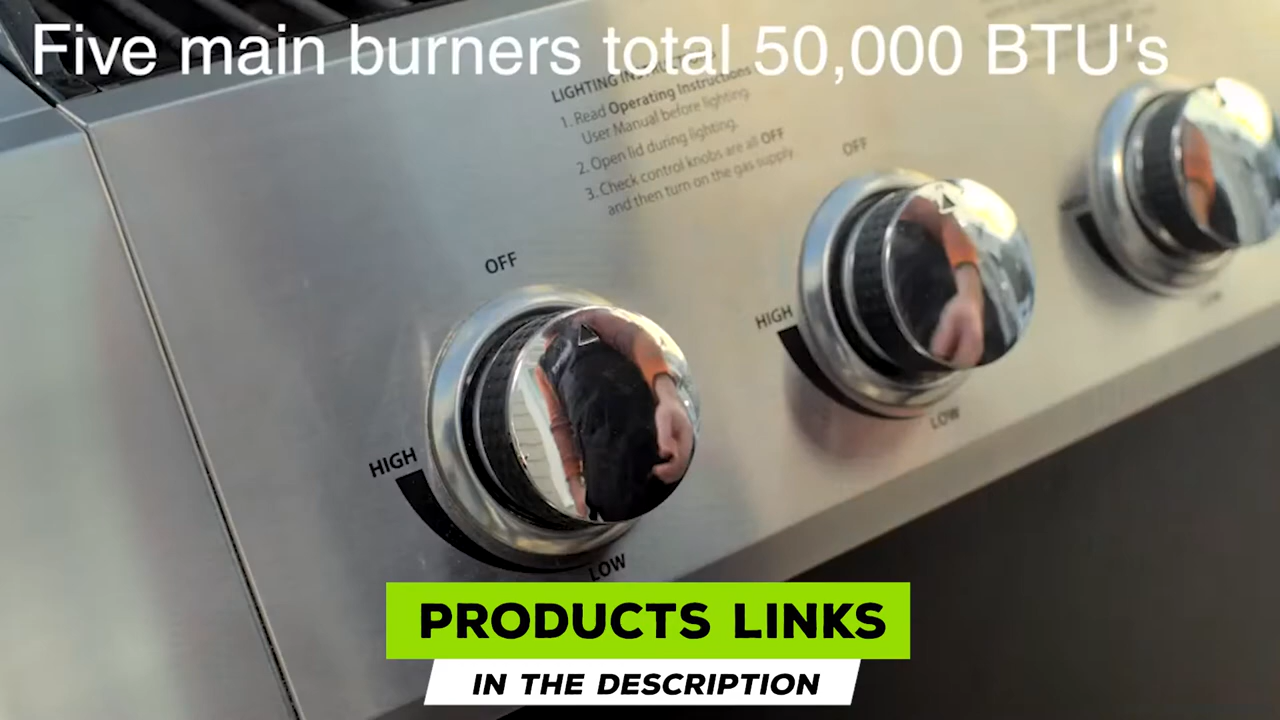 Five main burners total 50,000 BTU's
LIGHTING
1. Read Operating Instructions
User Manual before lighting.
2. Open lid during lighting.
3. Check control knobs are all OFF
and then turn on the gas supply
OFF
HIGH
LOW
OFF
HIGH
LOW
PRODUCTS LINKS
IN THE DESCRIPTION